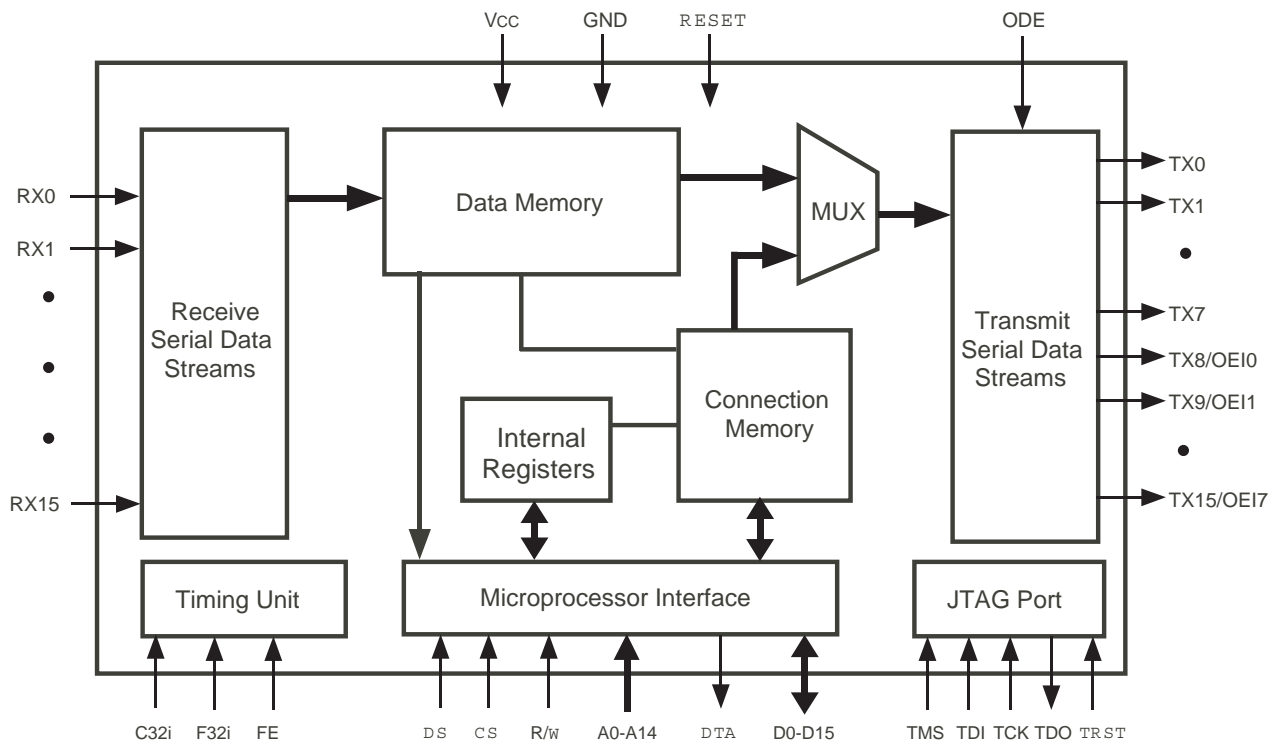 Vcc GND RESET ODE
Data Memory
MUX
RX0
RX1
RX15
Receive
Serial Data
Streams
Transmit
Serial Data
Streams
TX0
TX1
TX7
TX8/OEI0
TX9/OEI1
TX15/OEI7
Connection
Memory
Internal
Registers
Timing Unit
Microprocessor Interface
JTAG Port
C32i F32i FE DS CS R/W A0-A14 DTA D0-D15 TMS TDI TCK TDO TRST